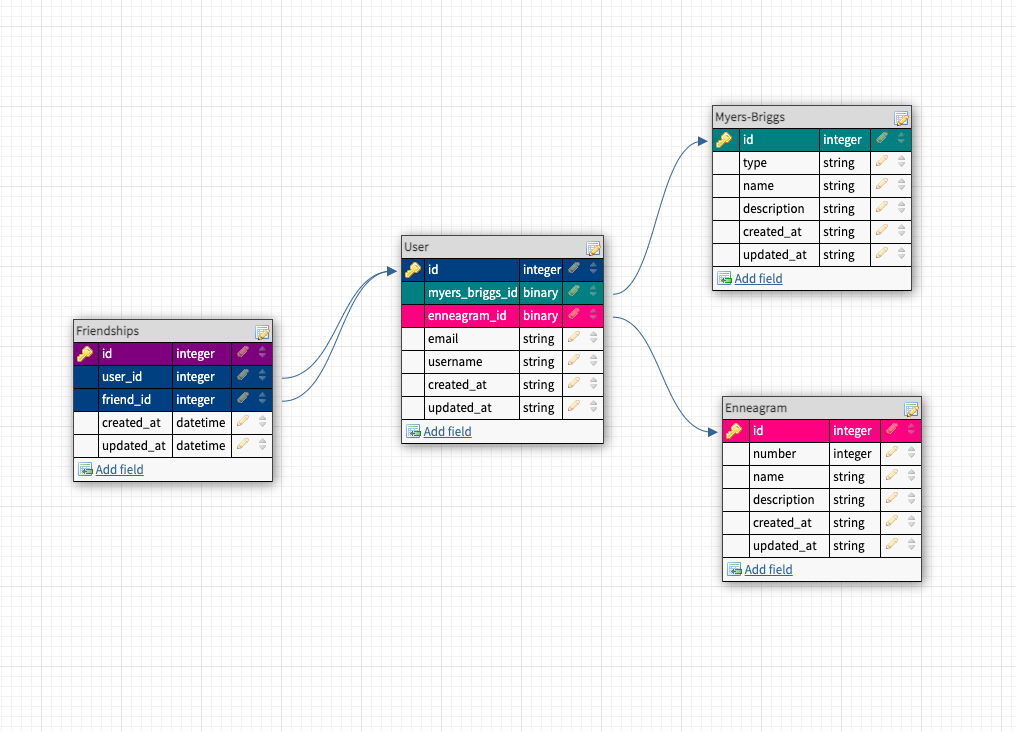 Friendships
id integer
user_id integer
friend_id integer
created_at datetime
updated_at datetime
Add field
User
id integer
myers_briggs_id binary
enneagram_id binary
email string
username string
created_at string
updated_at string
Add field
Myers-Briggs
id integer
type string
name string
description string
created_at string
updated_at string
Add field
Enneagram
id integer
number integer
name string
description string
created_at string
updated_at string
Add field